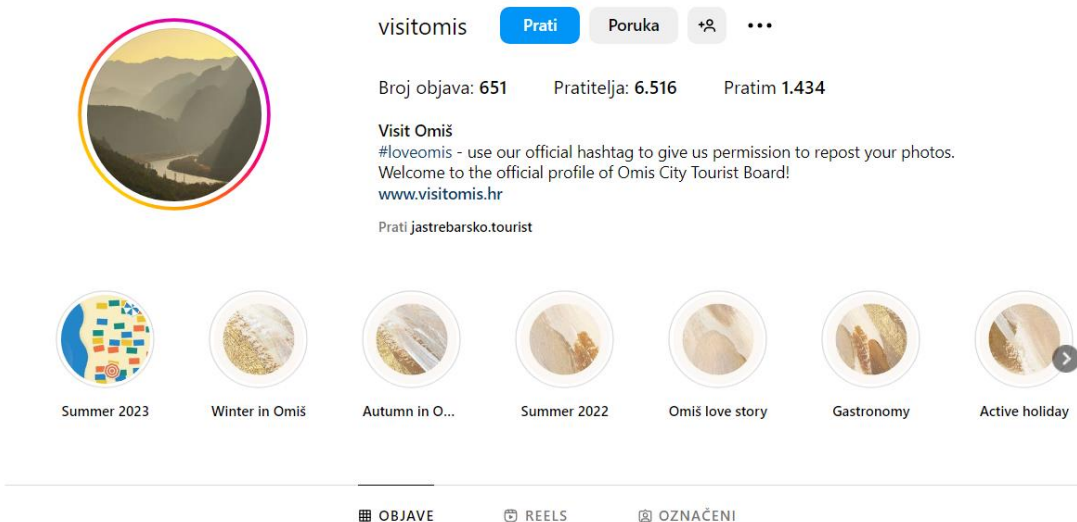 visitomis Prati Poruka
Broj objava: 651 Pratitelja: 6.516 Pratim 1.434
Visit Omiš
#loveomis - use our official hashtag to give us permission to repost your photos.
Welcome to the official profile of Omis City Tourist Board!
www.visitomis.hr
Prati jastrebarsko.tourist
Summer 2023 Winter in Omiš Autumn in O... Summer 2022 Omiš love story Gastronomy Active holiday
OBJAVE REELS OZNAČENI